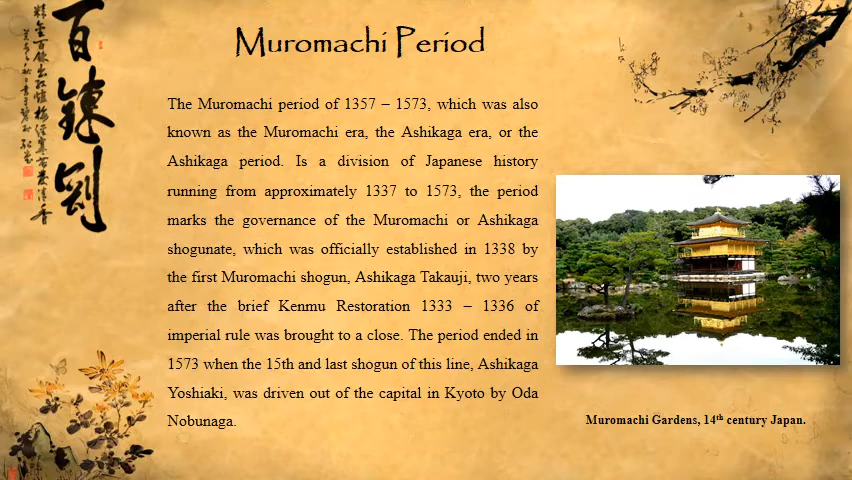 百
錬
剛
Muromachi Period
The Muromachi period of 1357 – 1573, which was also
known as the Muromachi era, the Ashikaga era, or the
Ashikaga period. Is a division of Japanese history
running from approximately 1337 to 1573, the period
marks the governance of the Muromachi or Ashikaga
shogunate, which was officially established in 1338 by
the first Muromachi shogun, Ashikaga Takauji, two years
after the brief Kenmu Restoration 1333 – 1336 of
imperial rule was brought to a close. The period ended in
1573 when the 15th and last shogun of this line, Ashikaga
Yoshiaki, was driven out of the capital in Kyoto by Oda
Nobunaga.
Muromachi Gardens, 14th century Japan.